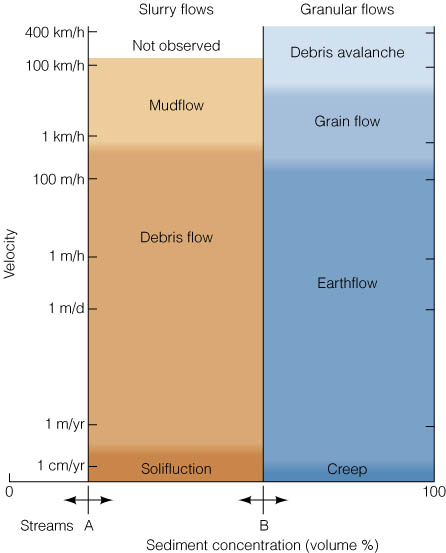 Slurry flows
Granular flows
400 km/h
Not observed
Debris avalanche
100 km/h
Mudflow
Grain flow
1 km/h
100 m/h
Debris flow
Velocity
1 m/h
Earthflow
1 m/d
1 m/yr
1 cm/yr
Solifluction
Creep
0
100
Streams A
B
Sediment concentration (volume %)